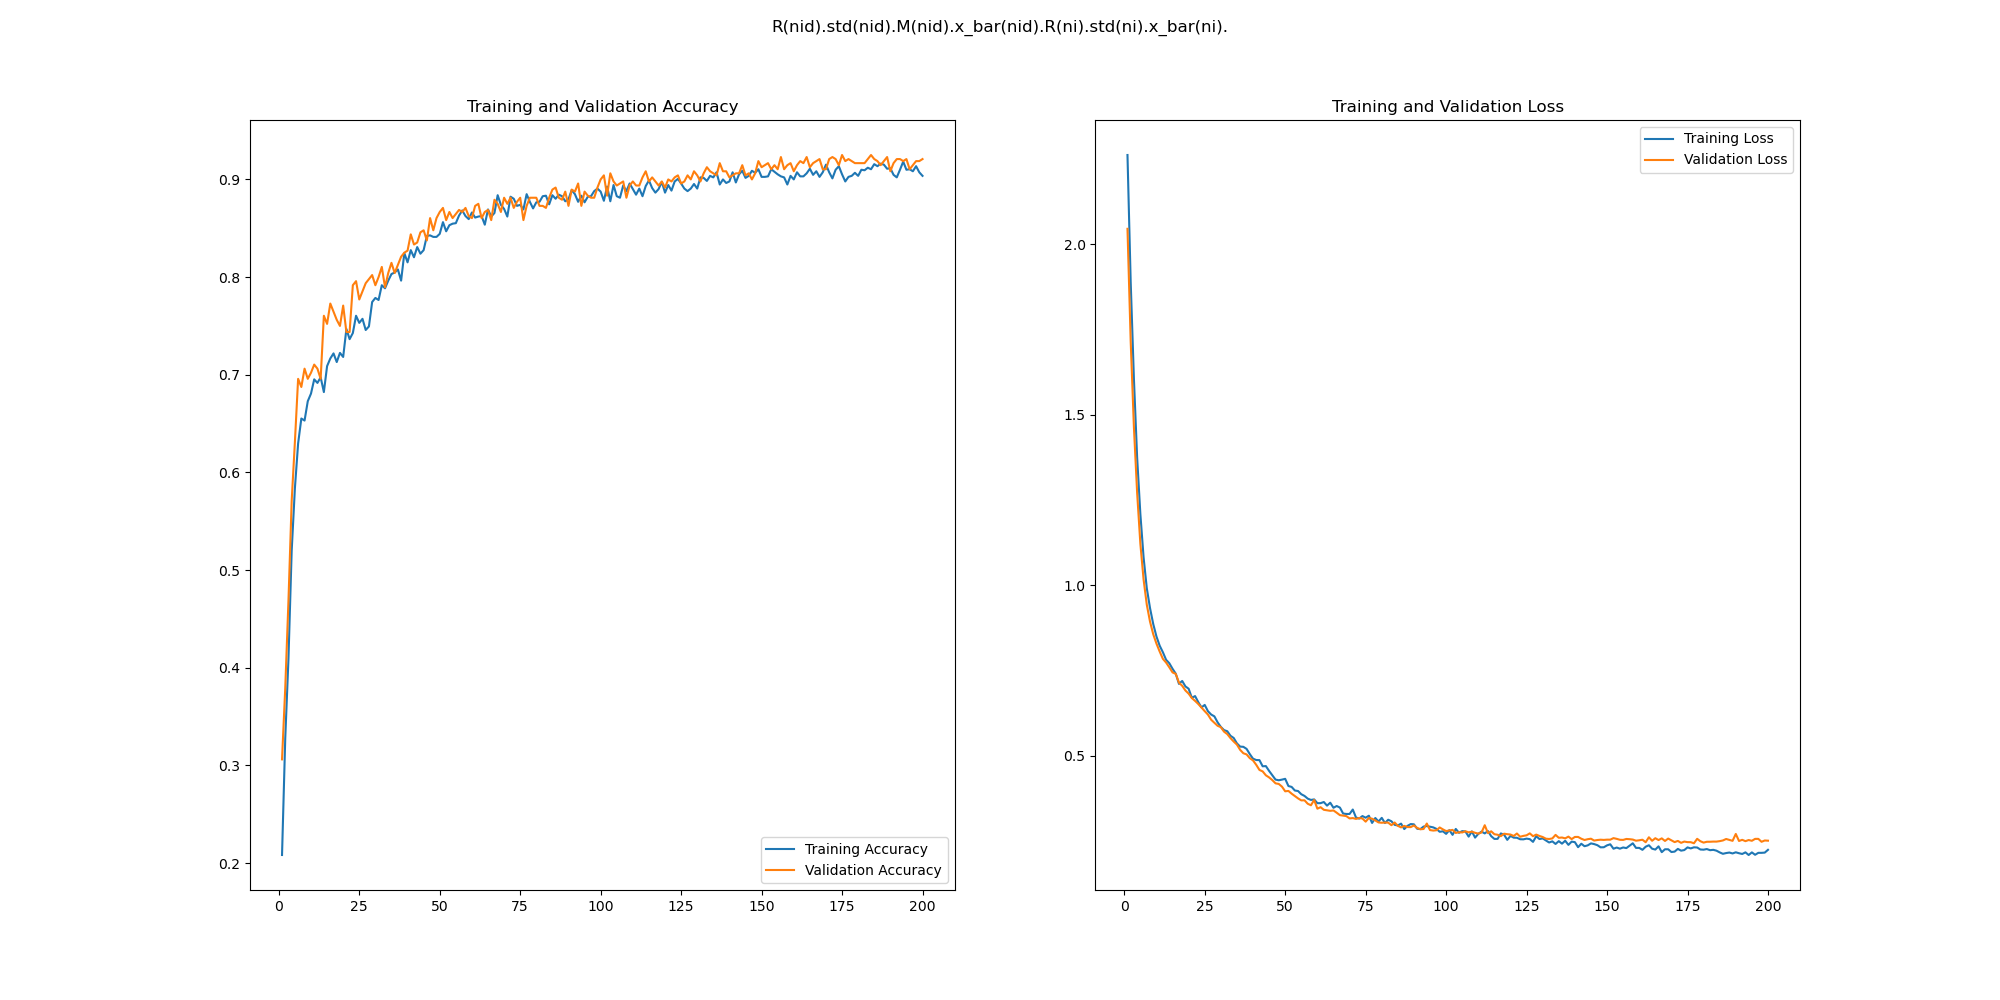 R(nid).std(nid).M(nid).x_bar(nid).R(ni).std(ni).x_bar(ni).
Training and Validation Accuracy
0.9
0.8
0.7
0.6
0.5
0.4
0.3
0.2
Training Accuracy
Validation Accuracy
0 25 50 75 100 125 150 175 200
Training and Validation Loss
Training Loss
Validation Loss
2.0
1.5
1.0
0.5
0 25 50 75 100 125 150 175 200